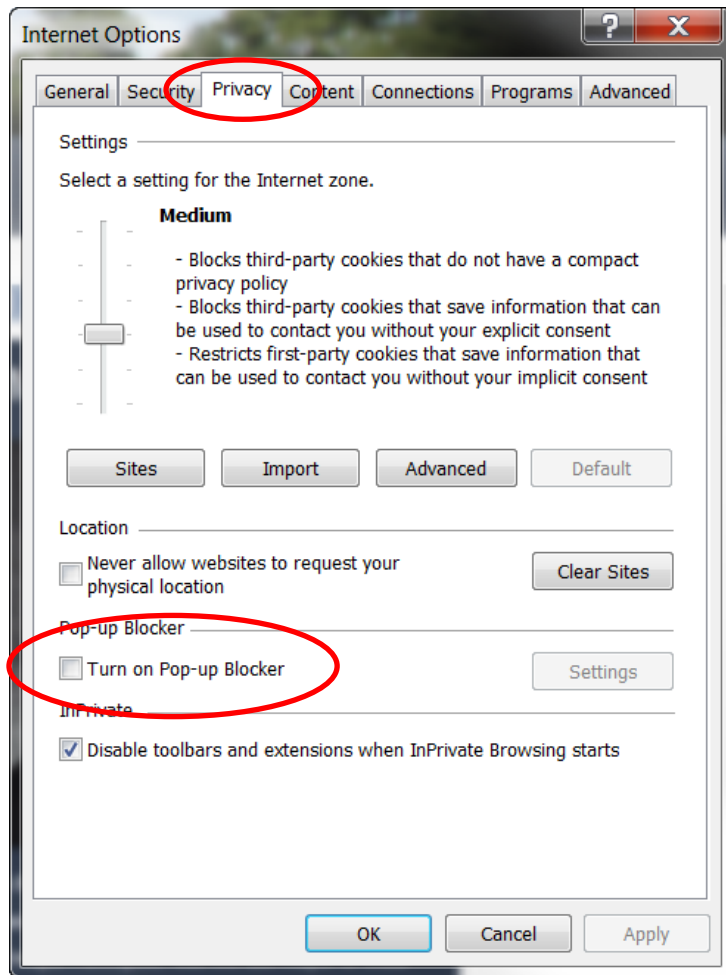 Internet Options
General Security Privacy Content Connections Programs Advanced
Settings
Select a setting for the Internet zone.
Medium
- Blocks third-party cookies that do not have a compact
privacy policy
- Blocks third-party cookies that save information that can
be used to contact you without your explicit consent
- Restricts first-party cookies that save information that
can be used to contact you without your implicit consent
Sites Import Advanced Default
Location
Never allow websites to request your
physical location
Clear Sites
Pop-up Blocker
Turn on Pop-up Blocker
Settings
InPrivate
Disable toolbars and extensions when InPrivate Browsing starts
OK Cancel Apply